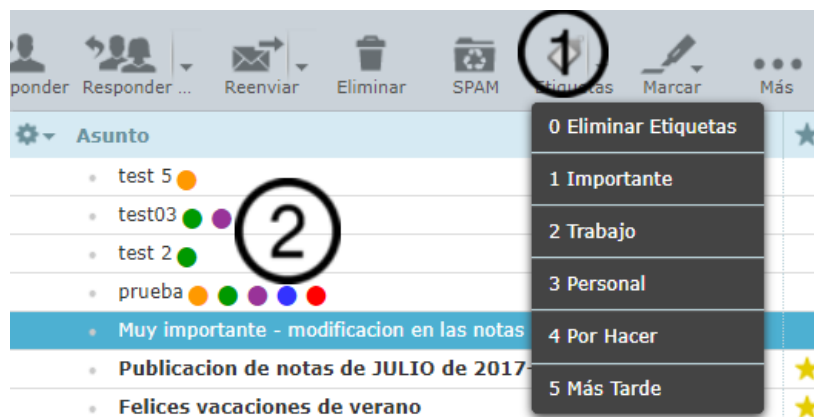 ponder Responder ... Reenviar Eliminar SPAM Etiquetas Marcar Más
1
Asunto
test 5
test03
test 2
prueba
Muy importante - modificacion en las notas
Publicacion de notas de JULIO de 2017-
Felices vacaciones de verano
2
0 Eliminar Etiquetas
1 Importante
2 Trabajo
3 Personal
4 Por Hacer
5 Más Tarde